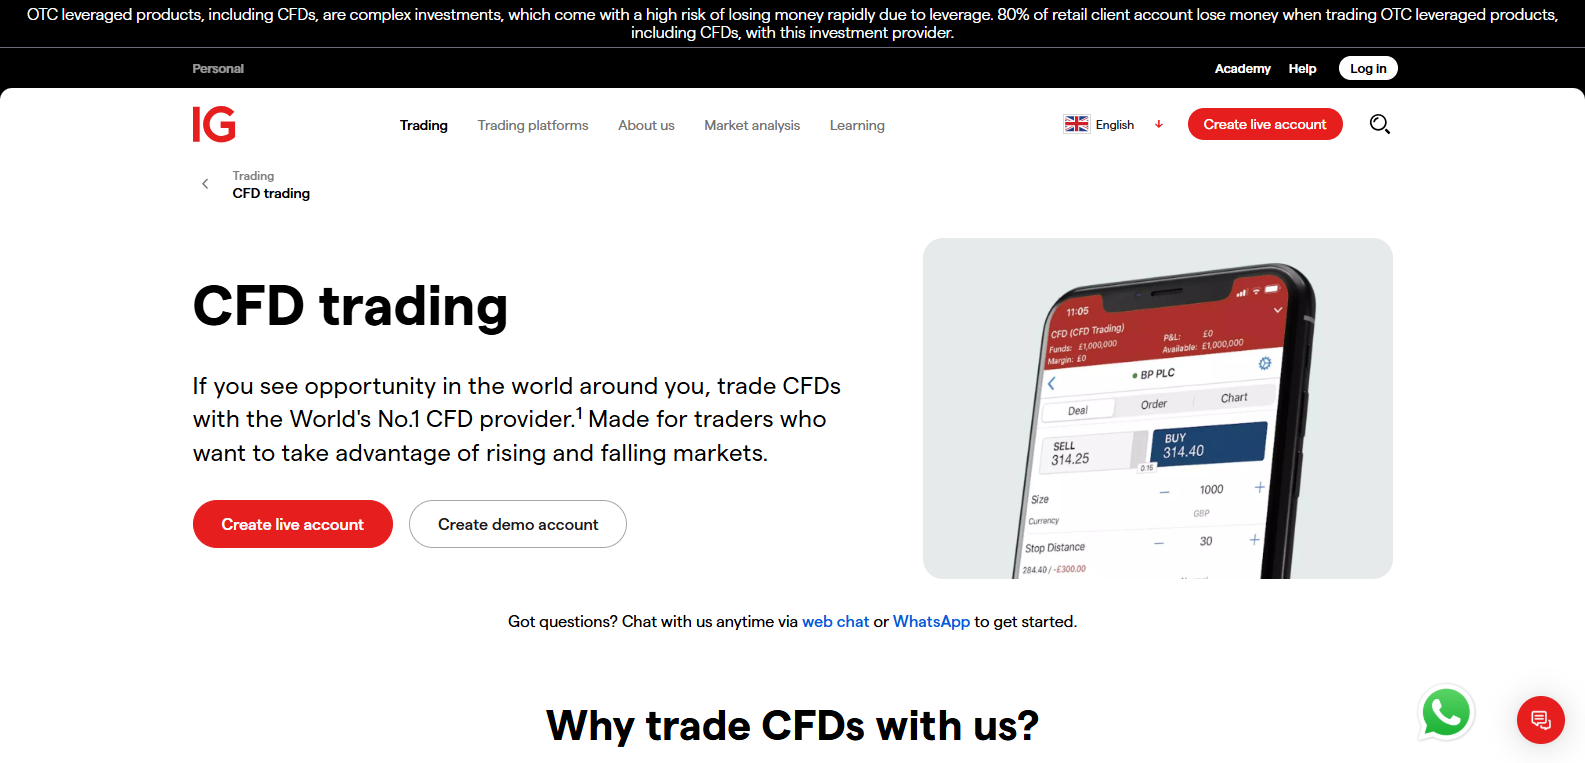 OTC leveraged products, including CFDs, are complex investments, which come with a high risk of losing money rapidly due to leverage. 80% of retail client account lose money when trading OTC leveraged products,
including CFDs, with this investment provider.
Personal
Academy
Help
Log in
IG
Trading
Trading platforms
About us
Market analysis
Learning
English
Create live account
Trading
CFD trading
CFD trading
If you see opportunity in the world around you, trade CFDs
with the World's No.1 CFD provider.¹ Made for traders who
want to take advantage of rising and falling markets.
Create live account
Create demo account
11:05
CFD (CFD Trading)
Funds: £1,000,000
P&L: £0
Margin: £0
Available: £1,000,000
BP PLC
Deal
Order
Chart
SELL
314.25
BUY
314.40
0.15
Size
1000
Currency
GBP
Stop Distance
30
284.40 / -£300.00
Got questions? Chat with us anytime via web chat or WhatsApp to get started.
Why trade CFDs with us?